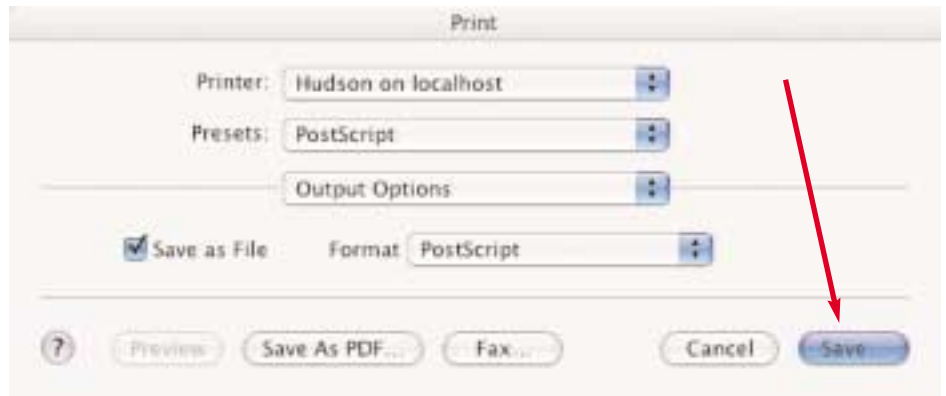 Print
Printer: Hudson on localhost
Presets: PostScript
Output Options
Save as File Format PostScript
? Preview Save As PDF... Fax... Cancel Save...